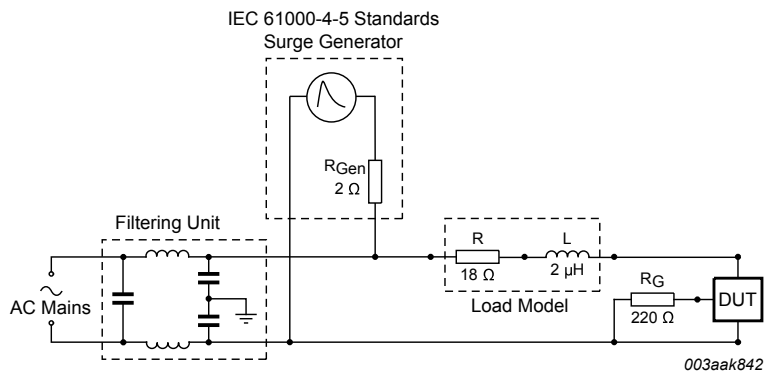 IEC 61000-4-5 Standards
Surge Generator
RGen
2 Ω
Filtering Unit
AC Mains
R
18 Ω
L
2 µH
Load Model
RG
220 Ω
DUT
003aak842